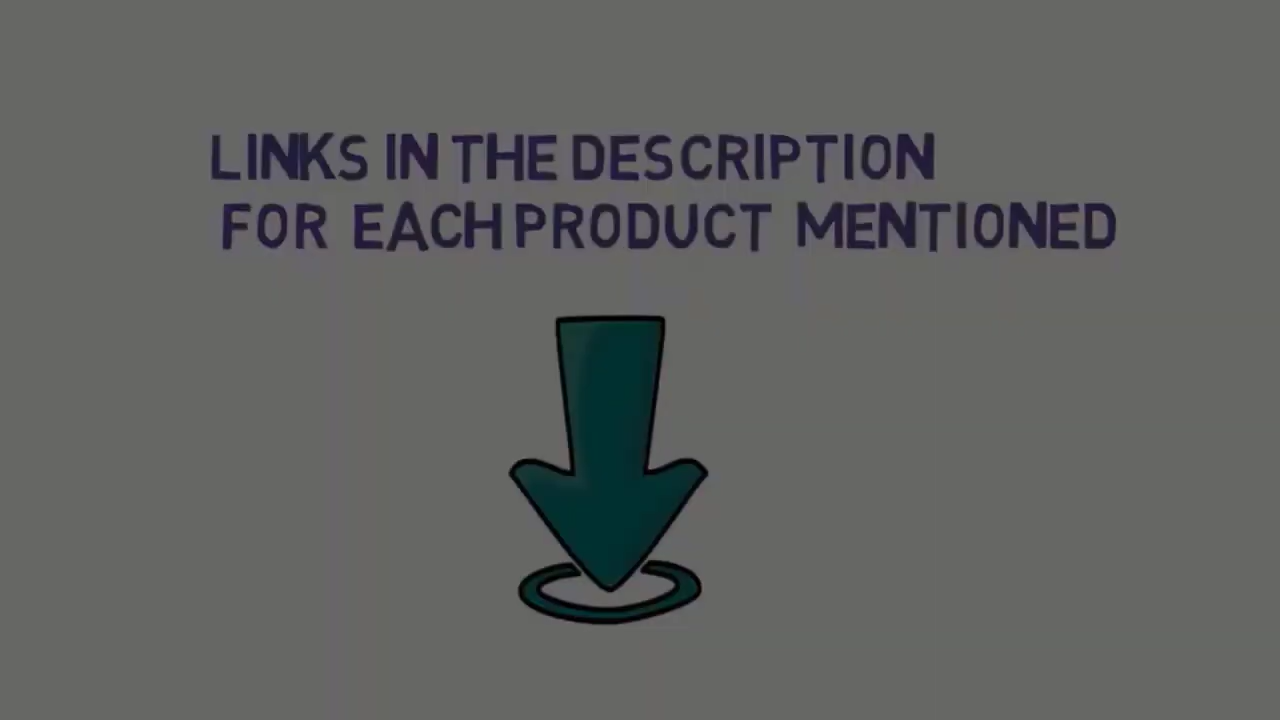 LINKS IN THE DESCRIPTION
FOR EACH PRODUCT MENTIONED